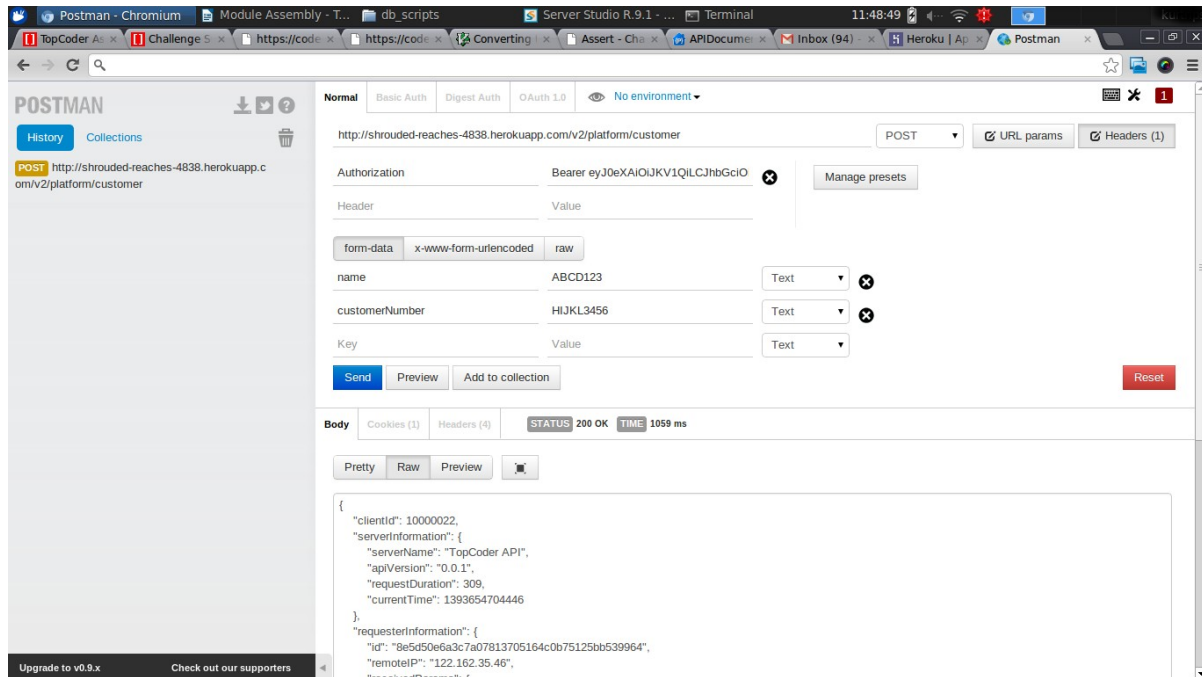 Postman - Chromium Module Assembly - T... db_scripts Server Studio R.9.1 - ... Terminal 11:48:49
TopCoder As Challenge S https://code https://code Converting Assert - Cha APIDocumen Inbox (94) - Heroku | Ap Postman
POSTMAN
History Collections
POST http://shrouded-reaches-4838.herokuapp.c
om/v2/platform/customer
Normal Basic Auth Digest Auth OAuth 1.0 No environment 1
http://shrouded-reaches-4838.herokuapp.com/v2/platform/customer POST URL params Headers (1)
Authorization Bearer eyJ0eXAiOiJKV1QiLCJhbGciO Manage presets
Header Value
form-data x-www-form-urlencoded raw
name ABCD123 Text
customerNumber HIJKL3456 Text
Key Value Text
Send Preview Add to collection Reset
Body Cookies (1) Headers (4) STATUS 200 OK TIME 1059 ms
Pretty Raw Preview
{
"clientId": 10000022,
"serverInformation": {
"serverName": "TopCoder API",
"apiVersion": "0.0.1",
"requestDuration": 309,
"currentTime": 1393654704446
},
"requesterInformation": {
"id": "8e5d50e6a3c7a07813705164c0b75125bb539964",
"remoteIP": "122.162.35.46",
"receivedParams": {
Upgrade to v0.9.x Check out our supporters